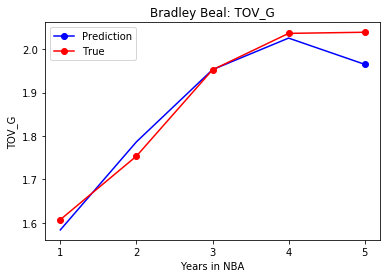 Bradley Beal: TOV_G
Prediction
True
2.0
1.9
1.8
1.7
1.6
TOV_G
1
2
3
4
5
Years in NBA